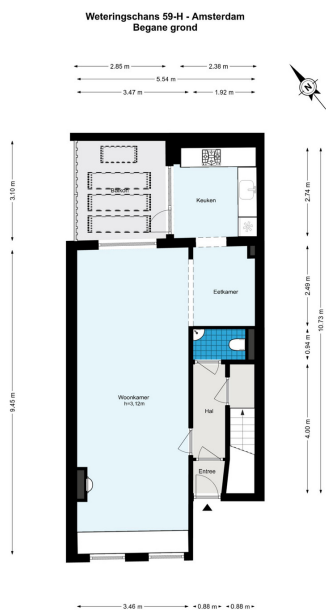 Weteringschans 59-H - Amsterdam
Begane grond
N
2.85 m
2.38 m
5.54 m
3.47 m
1.92 m
3.10 m
9.45 m
Balkon
Keuken
Eetkamer
Woonkamer
h=3,12m
Hal
Entree
2.74 m
2.49 m
0.94 m
4.00 m
10.73 m
3.46 m
0.88 m
0.88 m